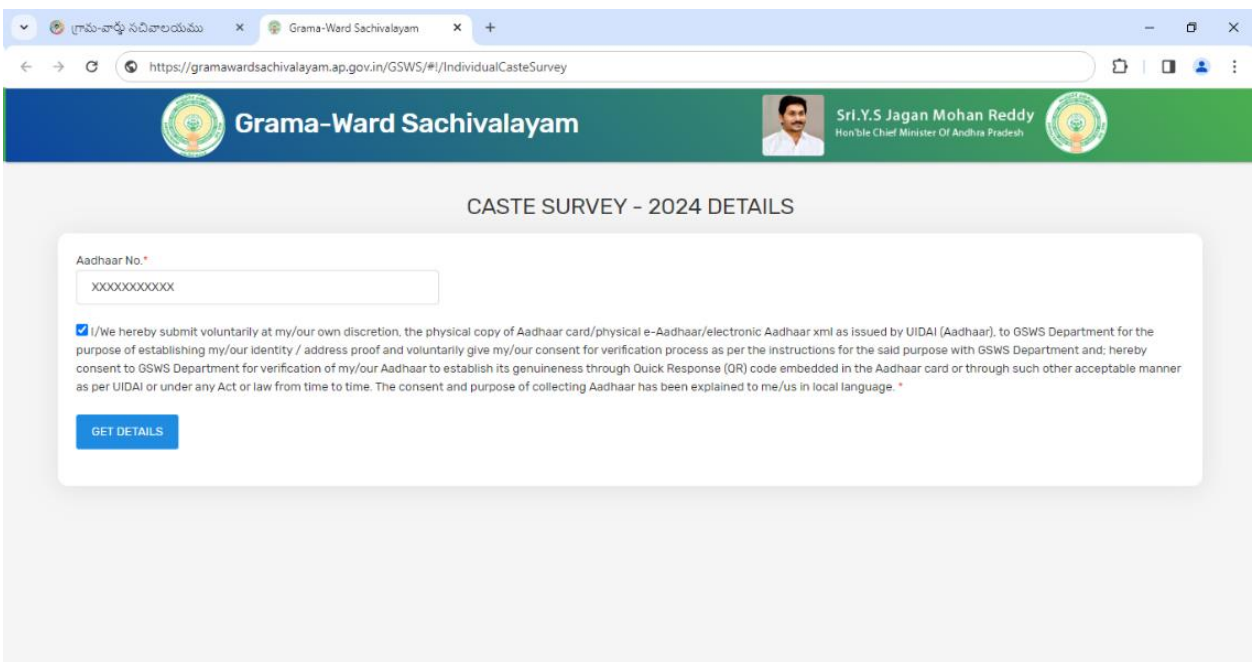 గ్రామ-వార్డు సచివాలయము
Grama-Ward Sachivalayam
https://gramawardsachivalayam.ap.gov.in/GSWS/#!/IndividualCasteSurvey
Grama-Ward Sachivalayam
Sri.Y.S Jagan Mohan Reddy
Hon'ble Chief Minister Of Andhra Pradesh
CASTE SURVEY - 2024 DETAILS
Aadhaar No.*
XXXXXXXXXXX
I/We hereby submit voluntarily at my/our own discretion, the physical copy of Aadhaar card/physical e-Aadhaar/electronic Aadhaar xml as issued by UIDAI (Aadhaar), to GSWS Department for the
purpose of establishing my/our identity / address proof and voluntarily give my/our consent for verification process as per the instructions for the said purpose with GSWS Department and; hereby
consent to GSWS Department for verification of my/our Aadhaar to establish its genuineness through Quick Response (QR) code embedded in the Aadhaar card or through such other acceptable manner
as per UIDAI or under any Act or law from time to time. The consent and purpose of collecting Aadhaar has been explained to me/us in local language. *
GET DETAILS